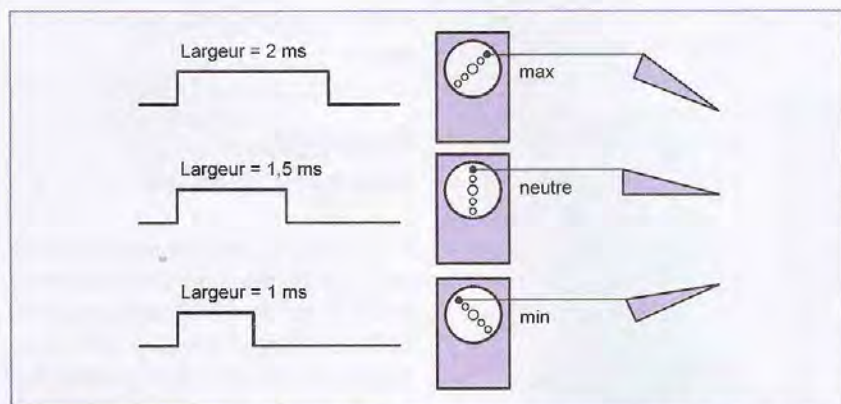 Largeur = 2 ms
max
Largeur = 1,5 ms
neutre
Largeur = 1 ms
min